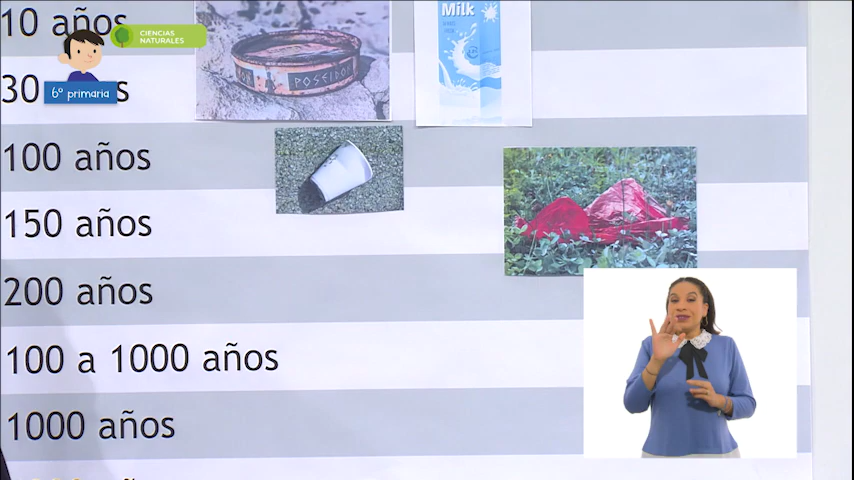 10 años
CIENCIAS
NATURALES
30
s
6º primaria
POSEIDON
Milk
100 años
150 años
200 años
100 a 1000 años
1000 años